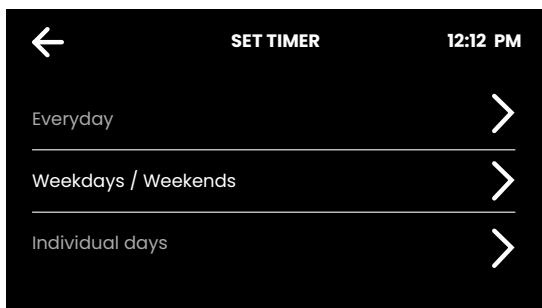 SET TIMER 12:12 PM
Everyday
Weekdays / Weekends
Individual days